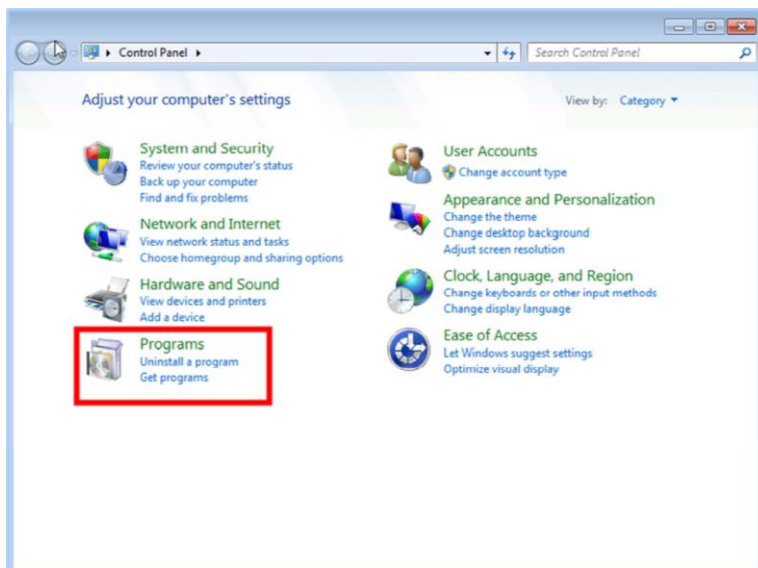 Control Panel
Search Control Panel
Adjust your computer's settings
View by: Category
System and Security
Review your computer's status
Back up your computer
Find and fix problems
Network and Internet
View network status and tasks
Choose homegroup and sharing options
Hardware and Sound
View devices and printers
Add a device
Programs
Uninstall a program
Get programs
User Accounts
Change account type
Appearance and Personalization
Change the theme
Change desktop background
Adjust screen resolution
Clock, Language, and Region
Change keyboards or other input methods
Change display language
Ease of Access
Let Windows suggest settings
Optimize visual display